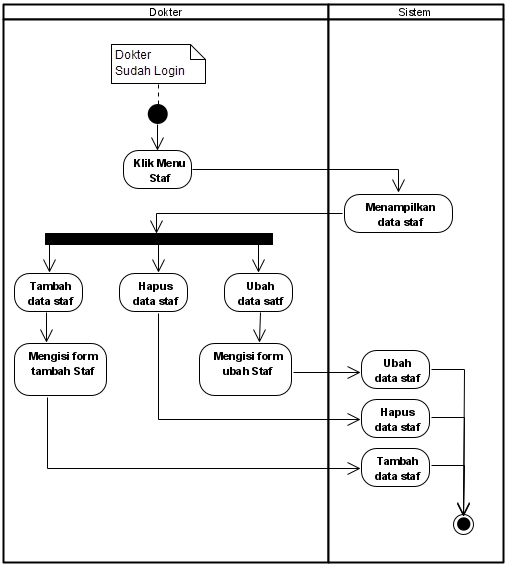 Dokter
Sistem
Dokter
Sudah Login
Klik Menu
Staf
Menampilkan
data staf
Tambah
data staf
Hapus
data staf
Ubah
data satf
Mengisi form
tambah Staf
Mengisi form
ubah Staf
Ubah
data staf
Hapus
data staf
Tambah
data staf